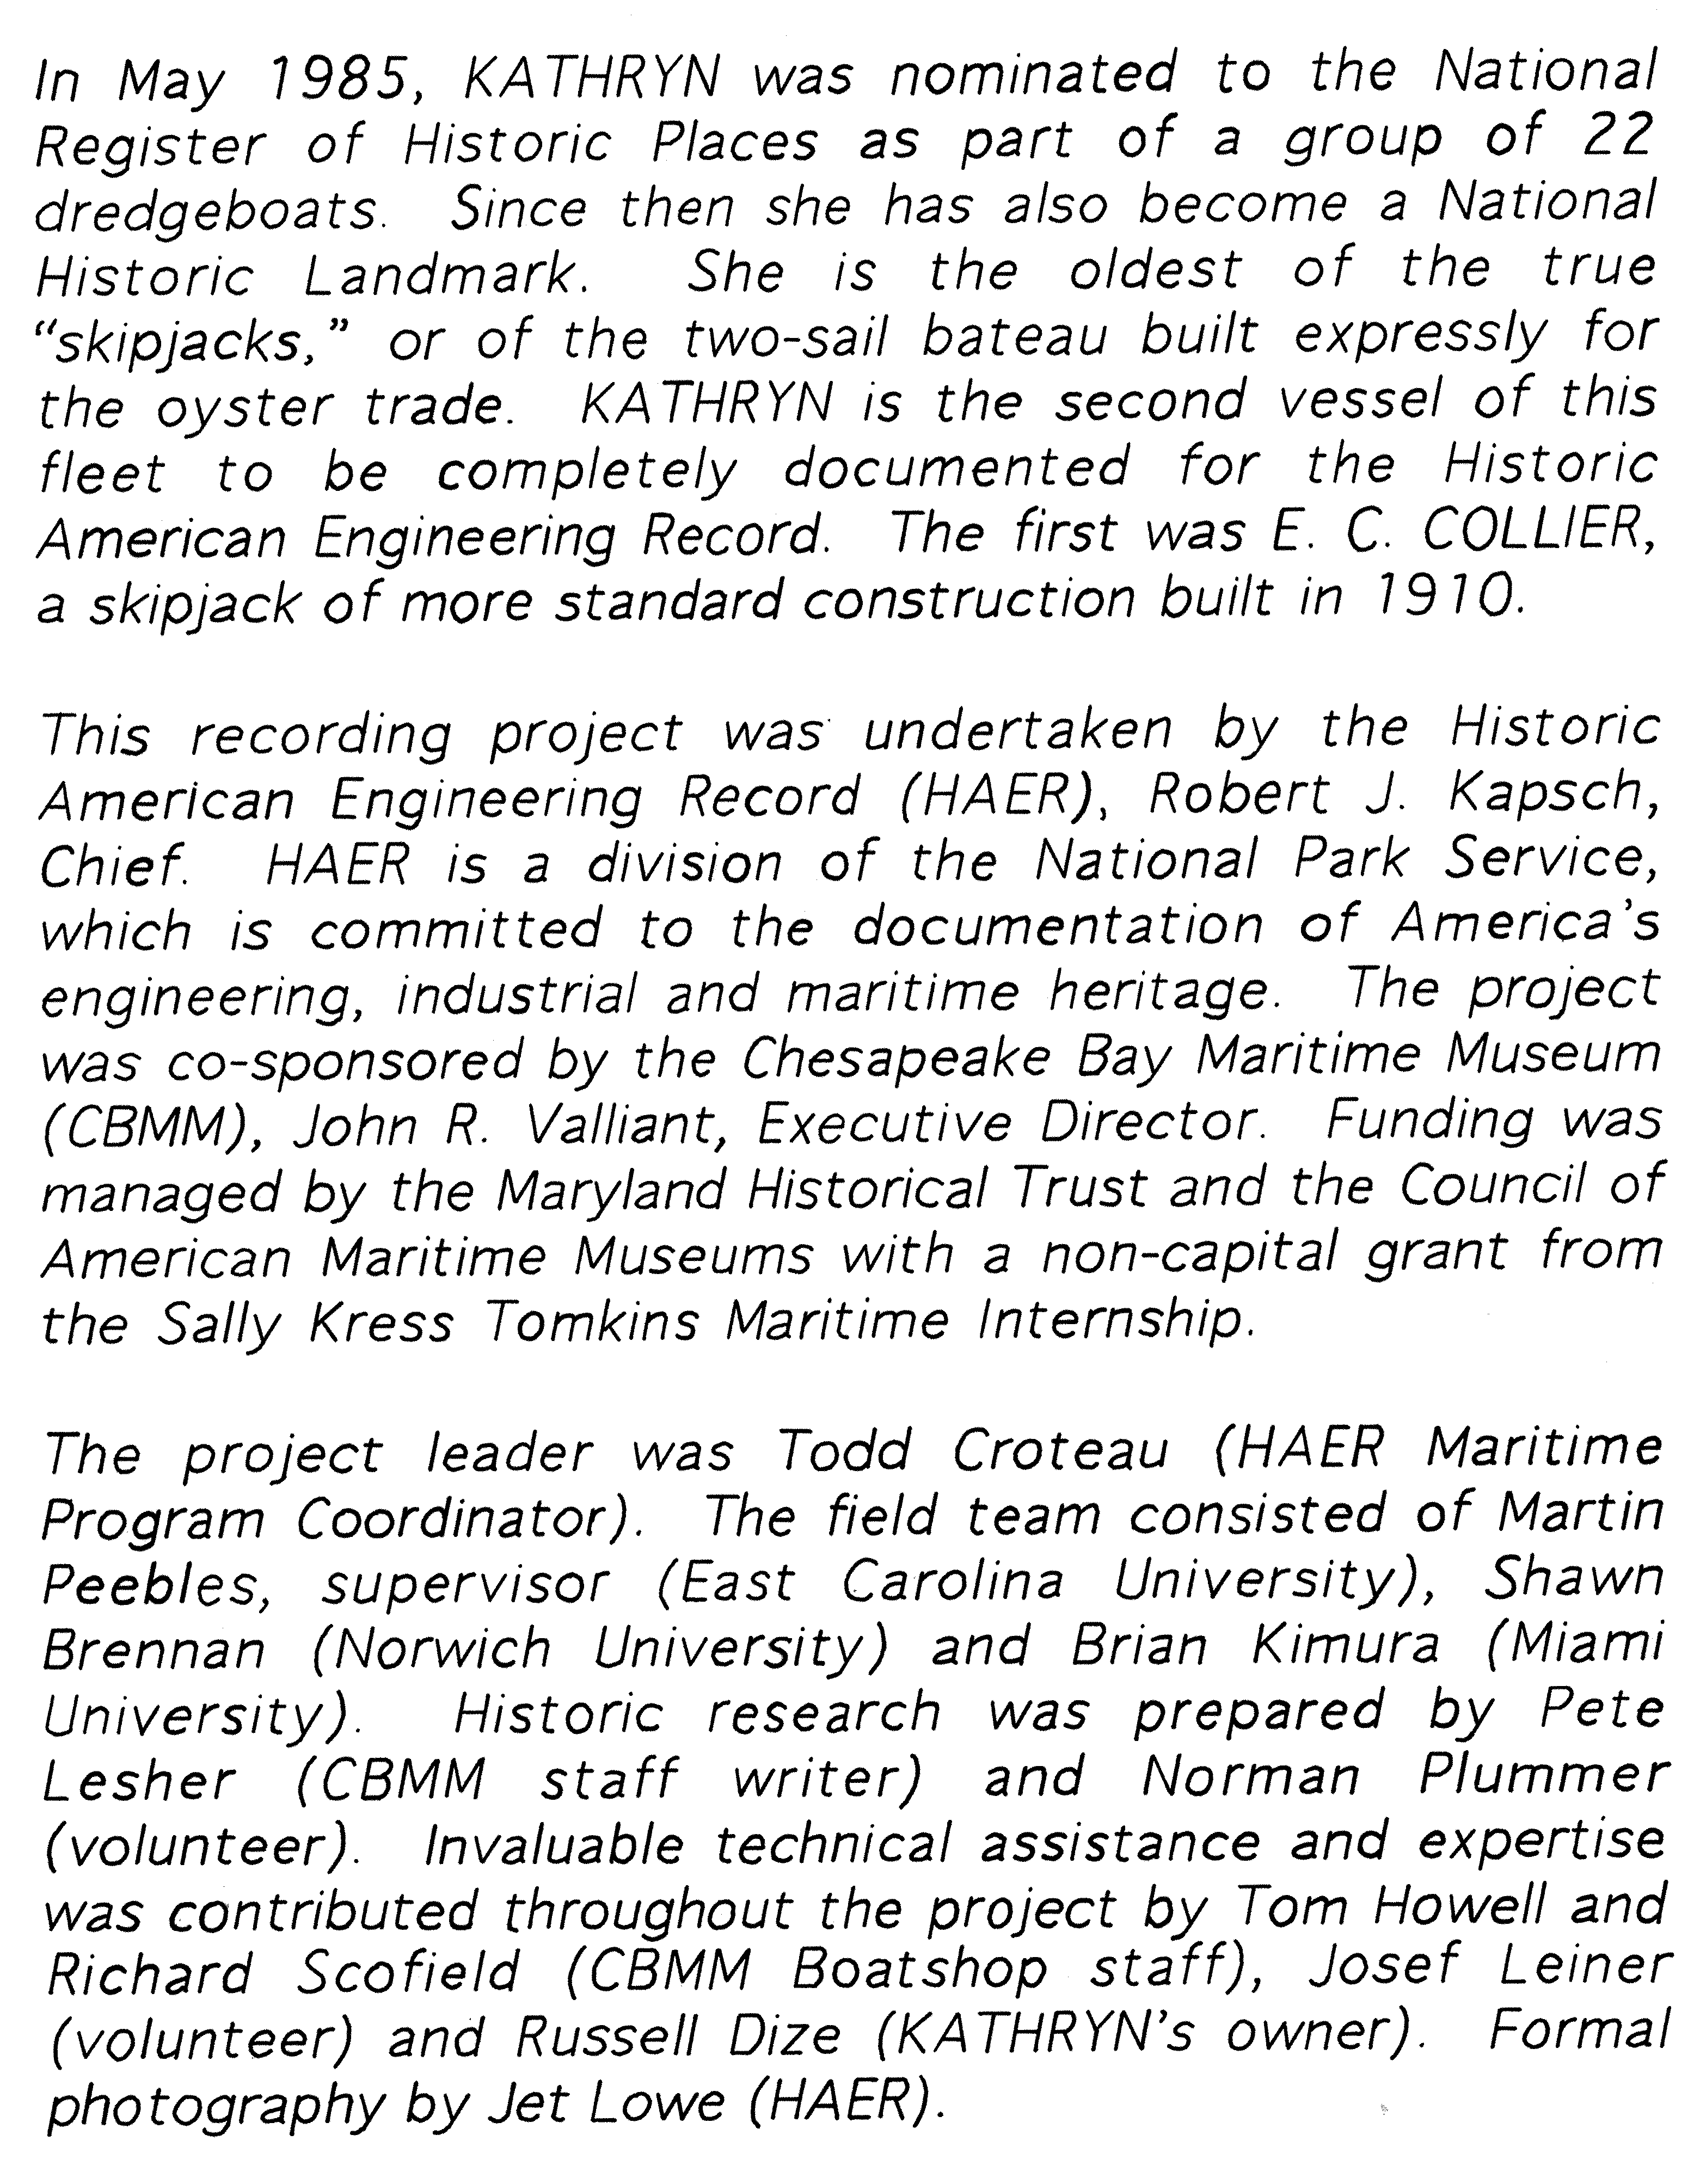 In May 1985, KATHRYN was nominated to the National
Register of Historic Places as part of a group of 22
dredgeboats. Since then she has also become a National
Historic Landmark. She is the oldest of the true
“skipjacks,” or of the two-sail bateau built expressly for
the oyster trade. KATHRYN is the second vessel of this
fleet to be completely documented for the Historic
American Engineering Record. The first was E. C. COLLIER,
a skipjack of more standard construction built in 1910.
This recording project was undertaken by the Historic
American Engineering Record (HAER), Robert J. Kapsch,
Chief. HAER is a division of the National Park Service,
which is committed to the documentation of America's
engineering, industrial and maritime heritage. The project
was co-sponsored by the Chesapeake Bay Maritime Museum
(CBMM), John R. Valliant, Executive Director. Funding was
managed by the Maryland Historical Trust and the Council of
American Maritime Museums with a non-capital grant from
the Sally Kress Tomkins Maritime Internship.
The project leader was Todd Croteau (HAER Maritime
Program Coordinator). The field team consisted of Martin
Peebles, supervisor (East Carolina University), Shawn
Brennan (Norwich University) and Brian Kimura (Miami
University). Historic research was prepared by Pete
Lesher (CBMM staff writer) and Norman Plummer
(volunteer). Invaluable technical assistance and expertise
was contributed throughout the project by Tom Howell and
Richard Scofield (CBMM Boatshop staff), Josef Leiner
(volunteer) and Russell Dize (KATHRYN's owner). Formal
photography by Jet Lowe (HAER).